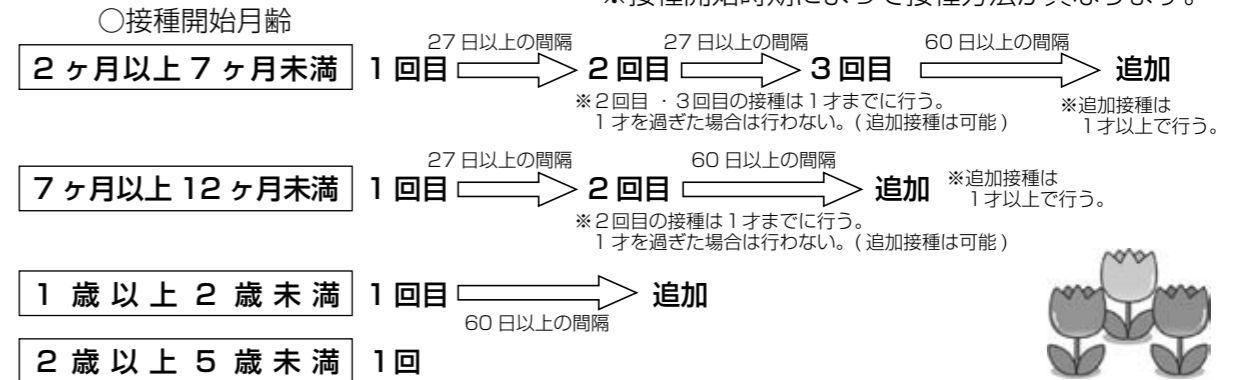 ○接種開始月齢
27日以上の間隔 27日以上の間隔 60日以上の間隔
2ヶ月以上7ヶ月未満 1回目 2回目 3回目 追加
※2回目・3回目の接種は1才までに行う。 ※追加接種は
1才を過ぎた場合は行わない。(追加接種は可能) 1才以上で行う。
27日以上の間隔 60日以上の間隔
7ヶ月以上12ヶ月未満 1回目 2回目 追加 ※追加接種は
1才以上で行う。
※2回目の接種は1才までに行う。
1才を過ぎた場合は行わない。(追加接種は可能)
1歳以上2歳未満 1回目 追加
60日以上の間隔
2歳以上5歳未満 1回